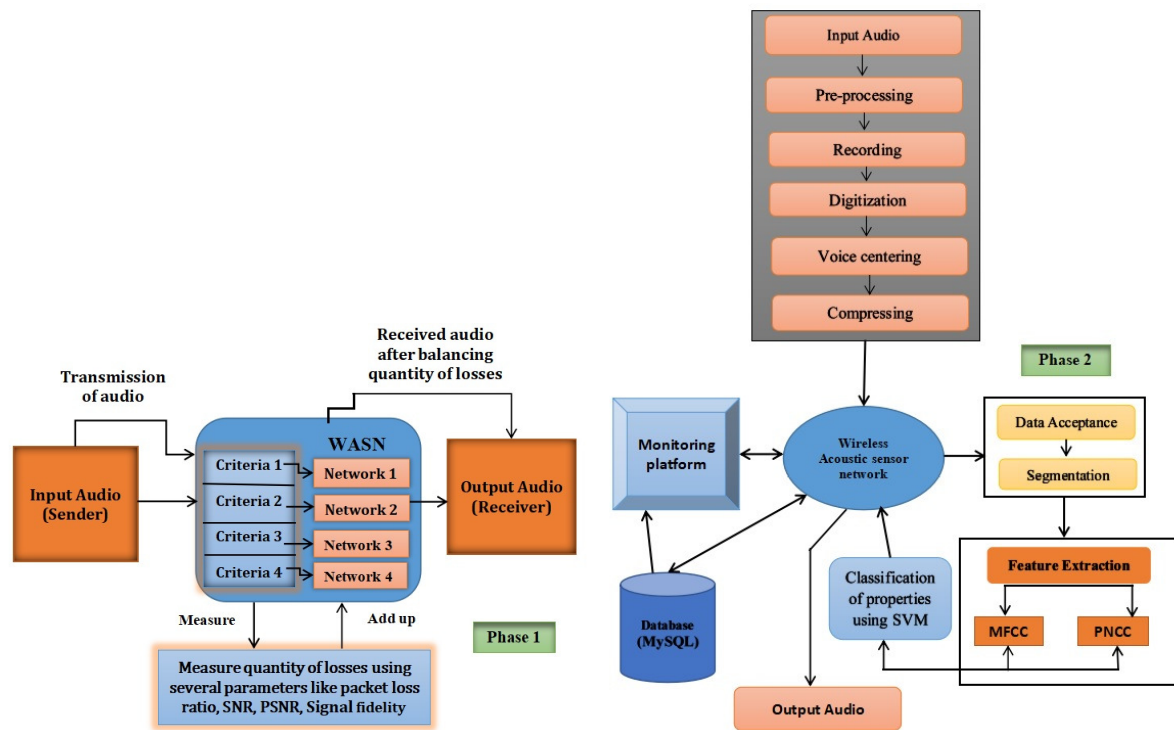 Transmission
of audio
Received audio
after balancing
quantity of losses
Input Audio
(Sender)
WASN
Criteria 1
Criteria 2
Criteria 3
Criteria 4
Network 1
Network 2
Network 3
Network 4
Output Audio
(Receiver)
Measure
Add up
Phase 1
Measure quantity of losses using
several parameters like packet loss
ratio, SNR, PSNR, Signal fidelity
Input Audio
Pre-processing
Recording
Digitization
Voice centering
Compressing
Phase 2
Monitoring
platform
Wireless
Acoustic sensor
network
Data Acceptance
Segmentation
Feature Extraction
MFCC
PNCC
Classification
of properties
using SVM
Database
(MySQL)
Output Audio